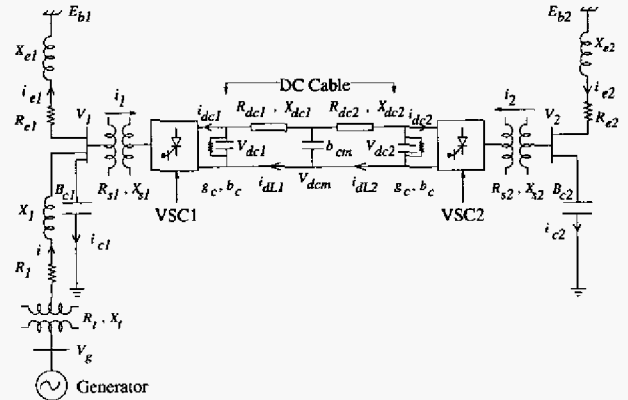 E_b1
E_b2
X_e1
X_e2
DC Cable
i_e1
i_1
i_dc1
R_dc1 , X_dc1
R_dc2 , X_dc2
i_dc2
i_2
i_e2
R_e1
V_1
V_2
R_e2
V_dc1
b_cm
V_dc2
B_c1
R_s1 , X_s1
g_c, b_c
i_dL1
V_dcm
i_dL2
g_c, b_c
R_s2 , X_s2
B_c2
X_1
VSC1
VSC2
i
i_c1
i_c2
R_1
R_t , X_t
V_g
Generator